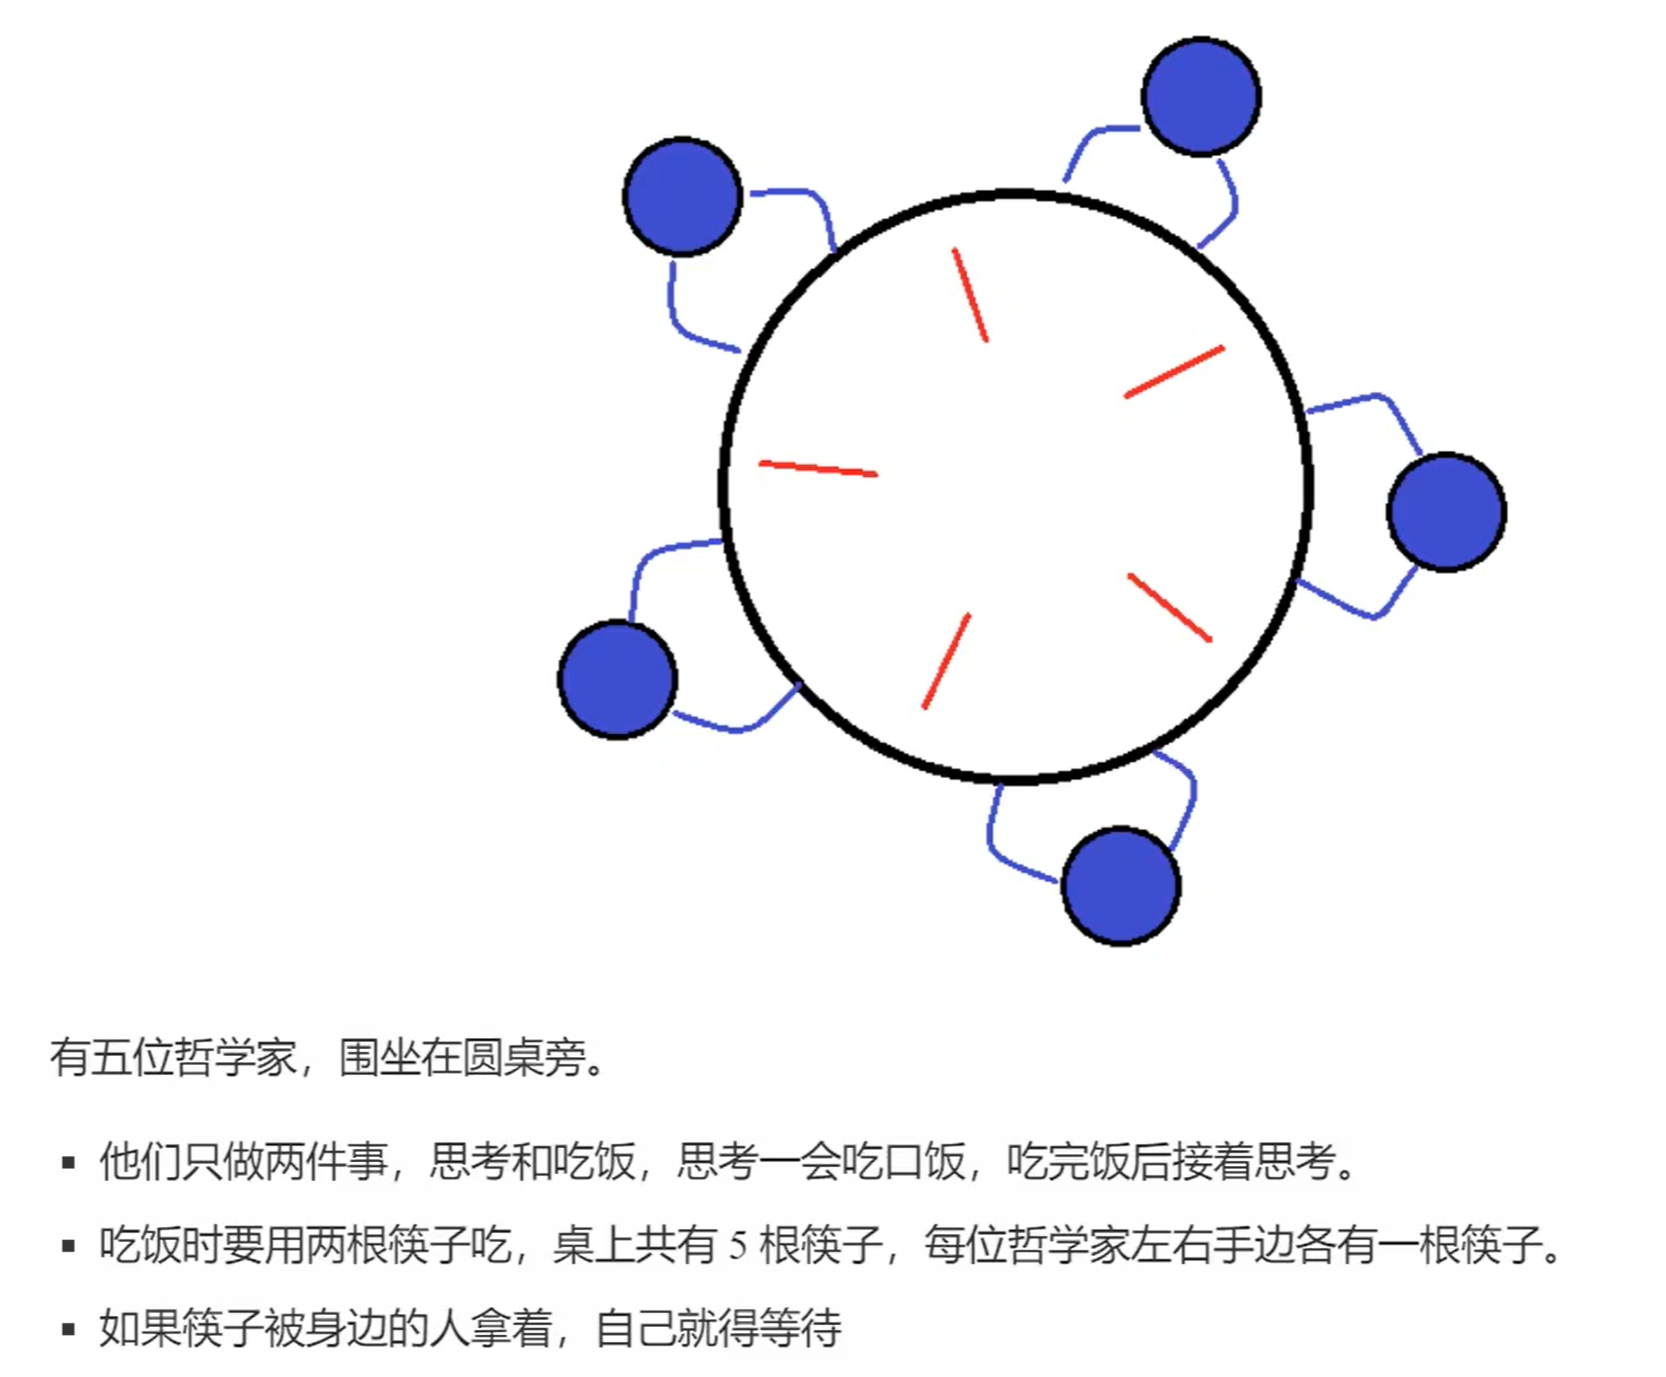 有五位哲学家，围坐在圆桌旁。
▪ 他们只做两件事，思考和吃饭，思考一会吃口饭，吃完饭后接着思考。
▪ 吃饭时要用两根筷子吃，桌上共有 5 根筷子，每位哲学家左右手边各有一根筷子。
▪ 如果筷子被身边的人拿着，自己就得等待